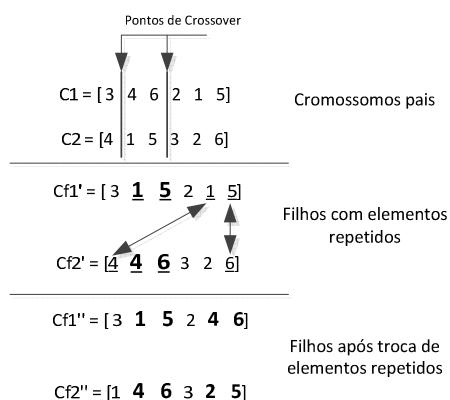 Pontos de Crossover
C1 = [ 3 4 6 2 1 5]
Cromossomos pais
C2 = [4 1 5 3 2 6]
Cf1' = [ 3 1 5 2 1 5]
Filhos com elementos
repetidos
Cf2' = [4 4 6 3 2 6]
Cf1'' = [ 3 1 5 2 4 6]
Filhos após troca de
elementos repetidos
Cf2'' = [1 4 6 3 2 5]